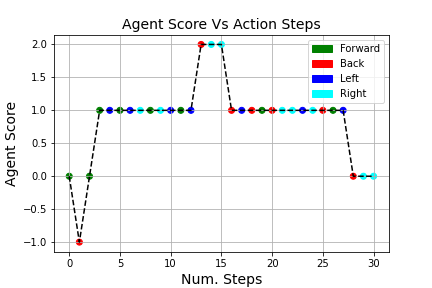 Agent Score Vs Action Steps
Forward
Back
Left
Right
2.0
1.5
1.0
0.5
0.0
−0.5
−1.0
Agent Score
0 5 10 15 20 25 30
Num. Steps